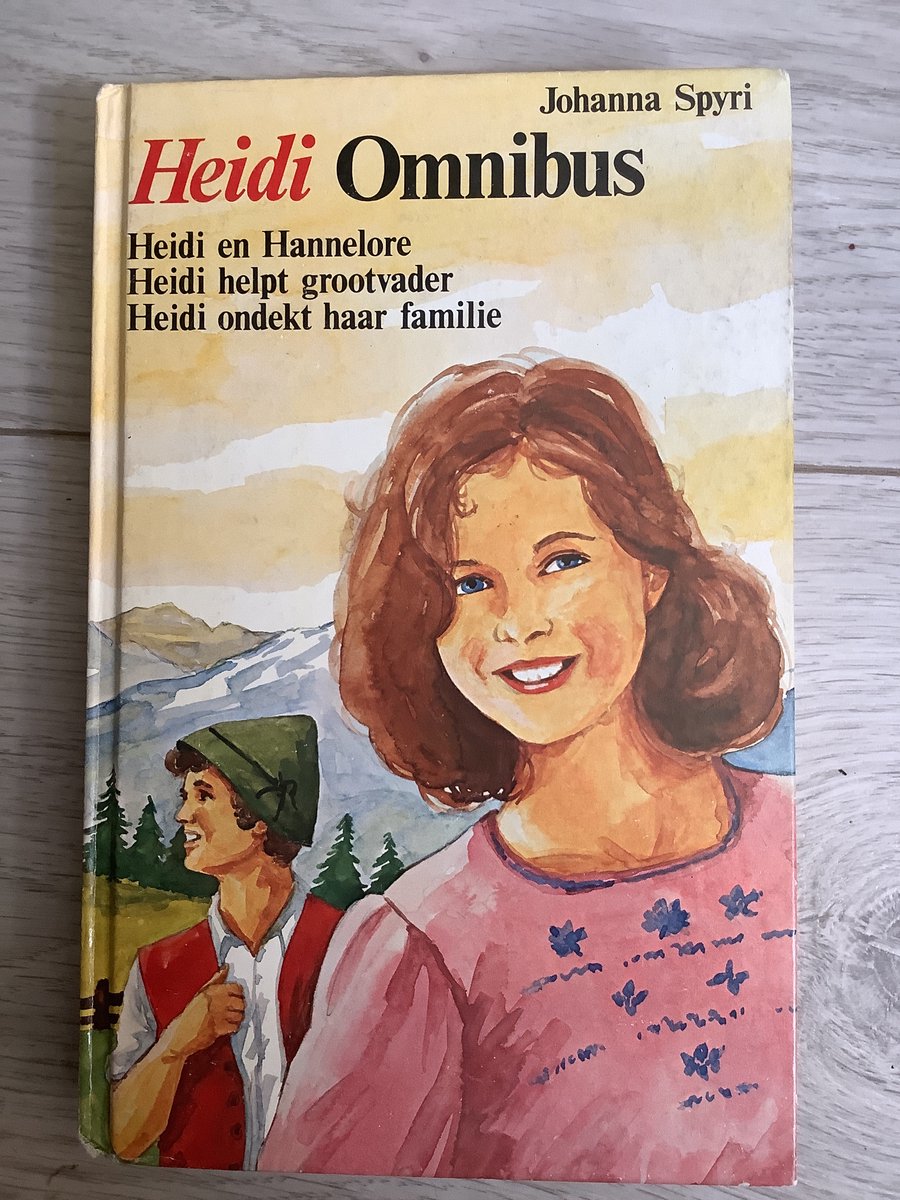 Johanna Spyri
Heidi Omnibus
Heidi en Hannelore
Heidi helpt grootvader
Heidi ondekt haar familie